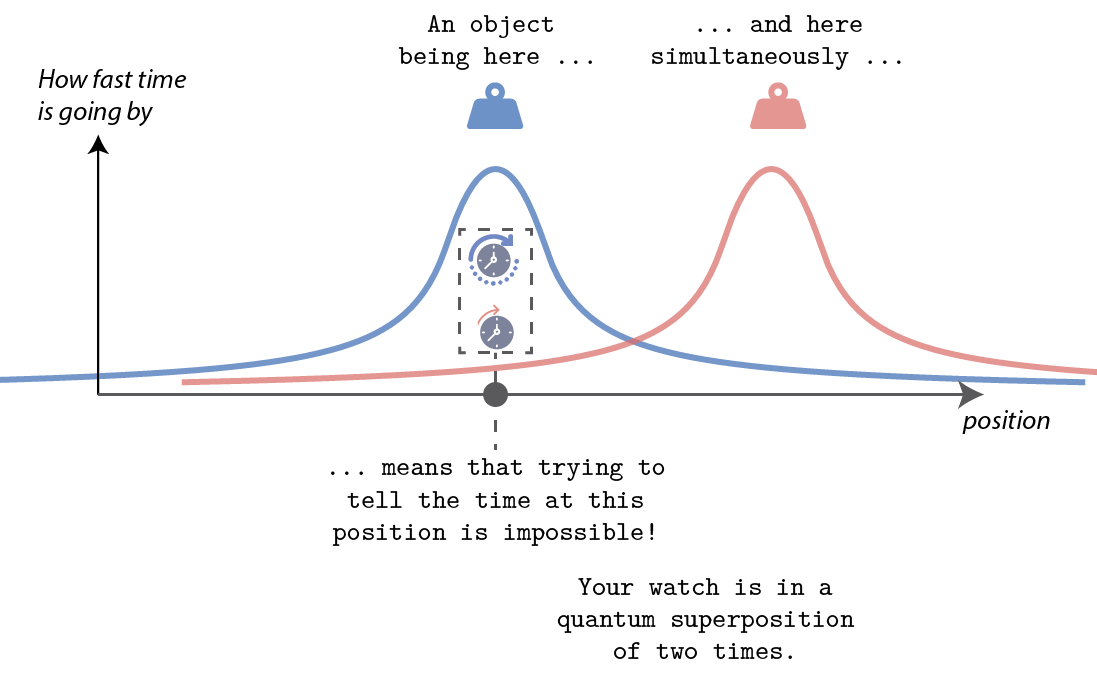 An object
being here ...
... and here
simultaneously ...
How fast time
is going by
position
... means that trying to
tell the time at this
position is impossible!
Your watch is in a
quantum superposition
of two times.